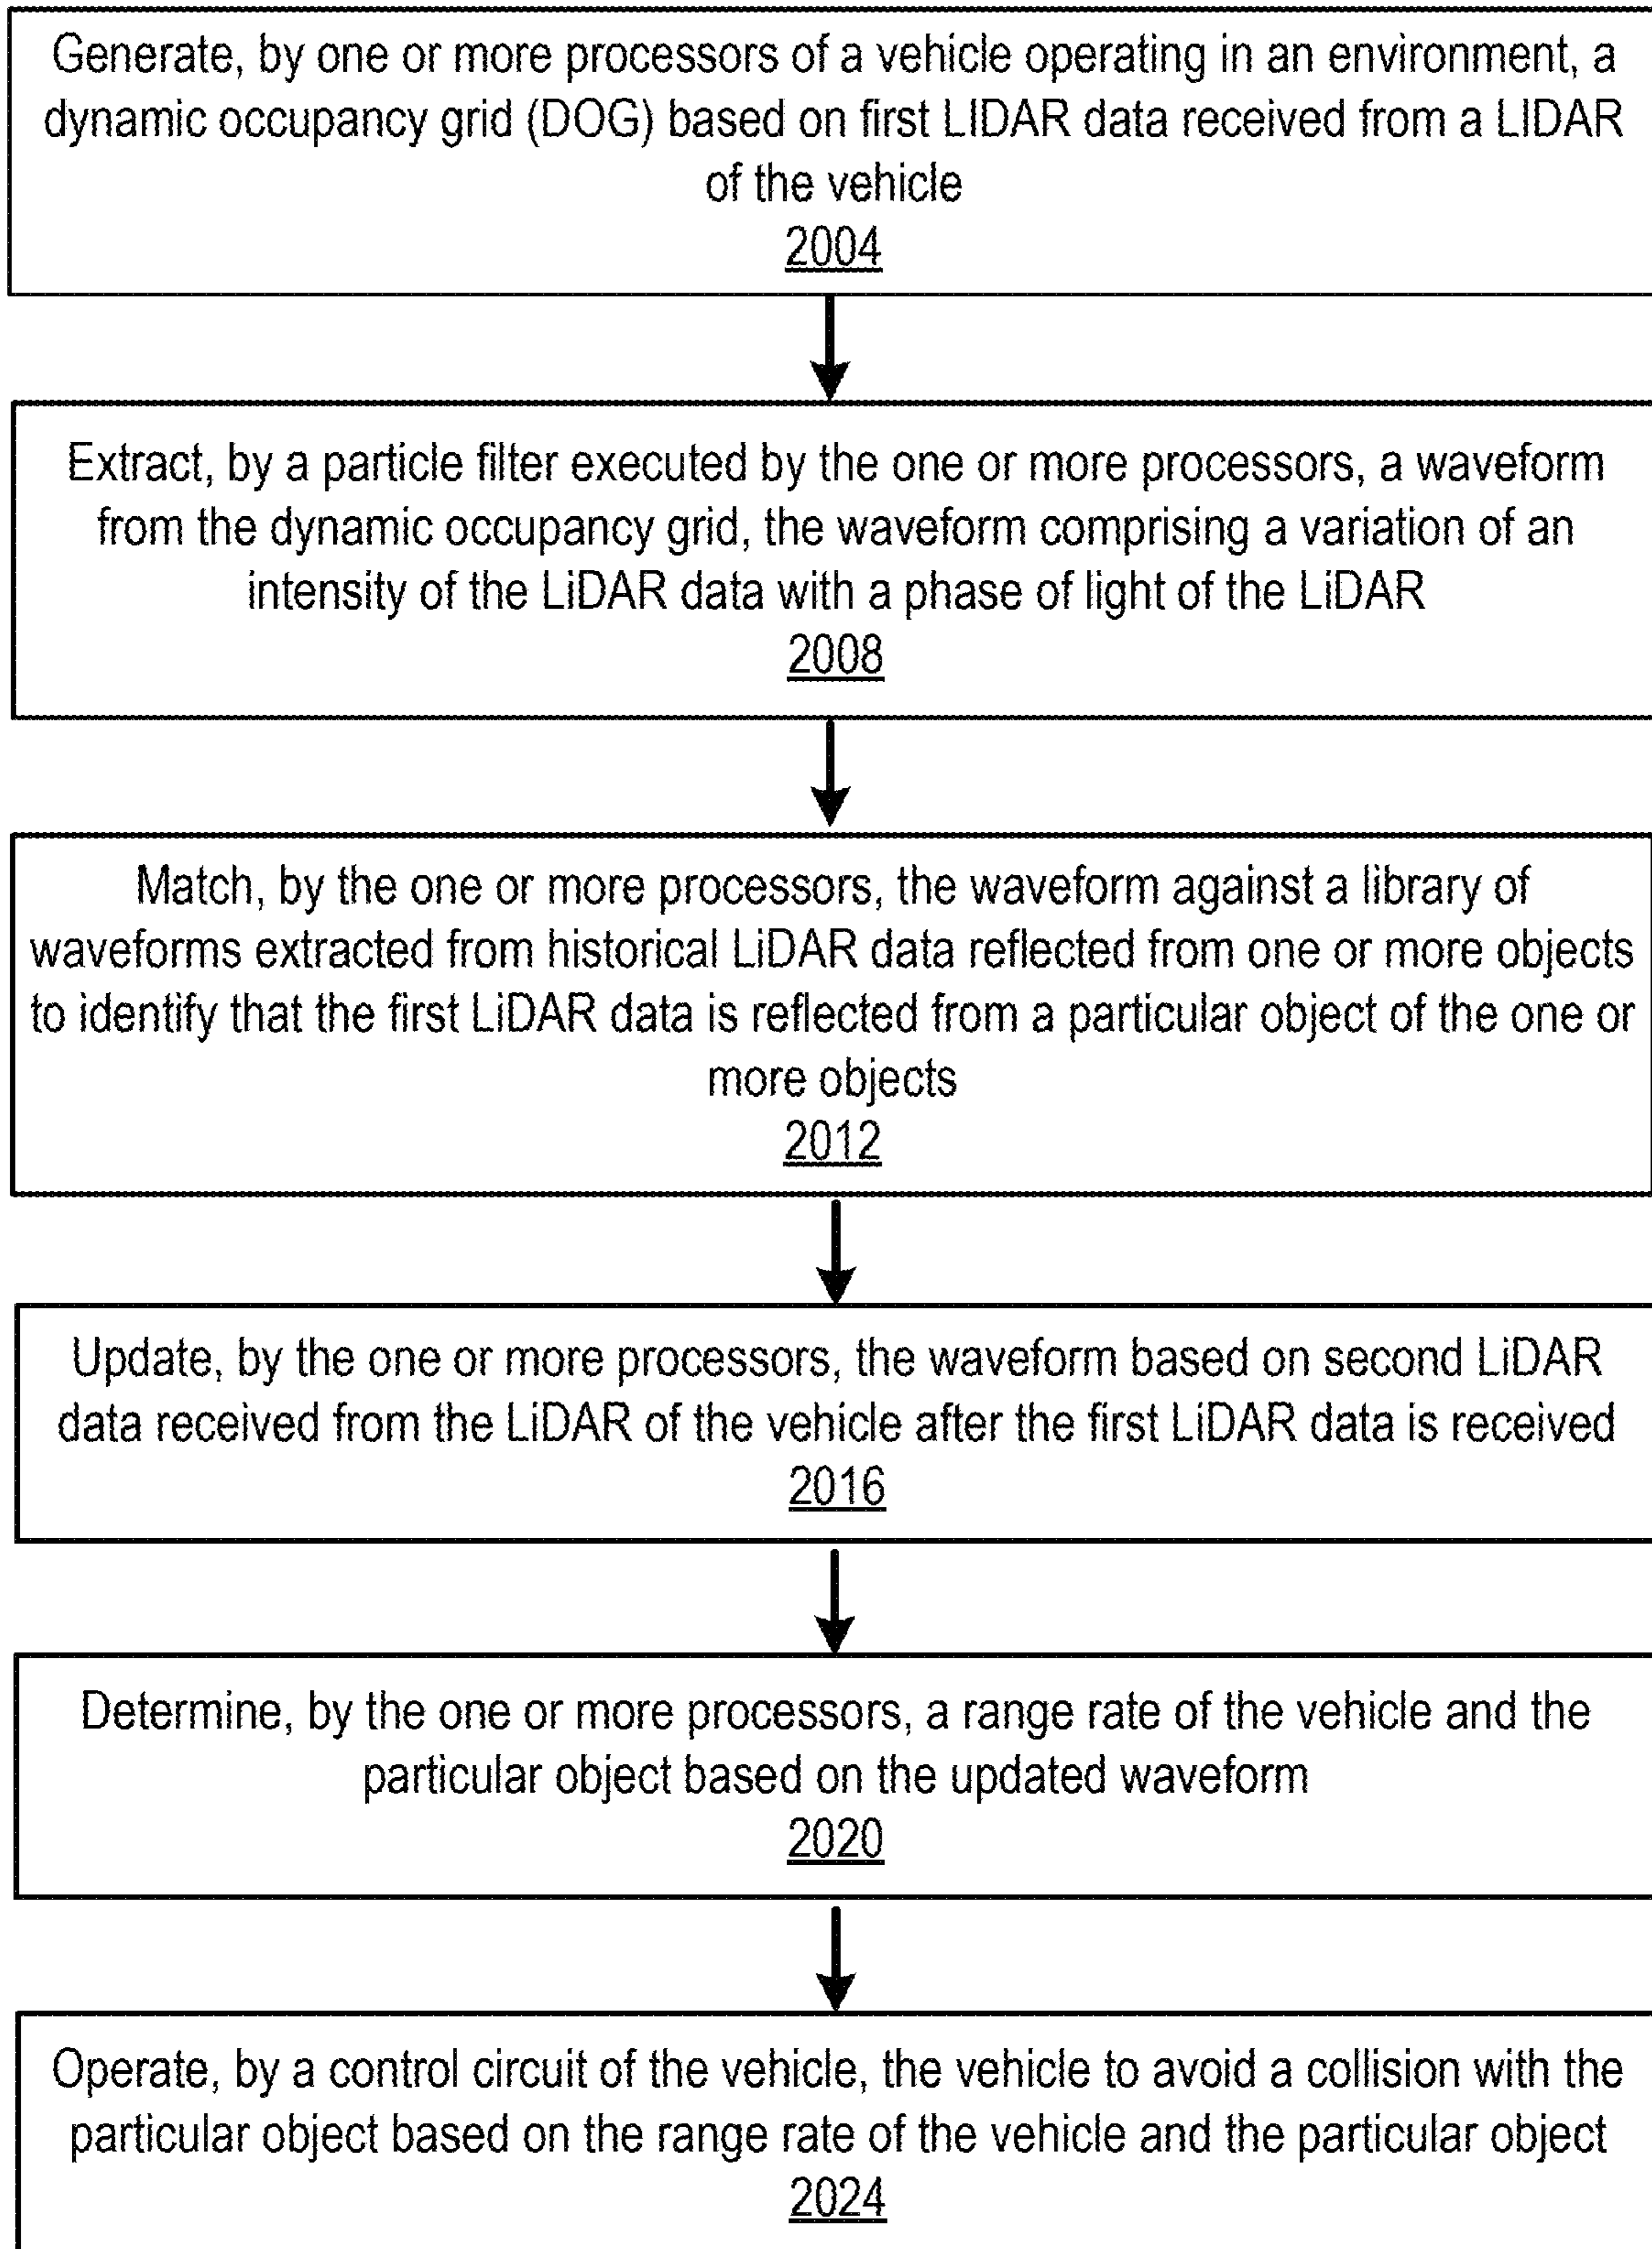 Generate, by one or more processors of a vehicle operating in an environment, a
dynamic occupancy grid (DOG) based on first LIDAR data received from a LIDAR
of the vehicle
2004
Extract, by a particle filter executed by the one or more processors, a waveform
from the dynamic occupancy grid, the waveform comprising a variation of an
intensity of the LiDAR data with a phase of light of the LiDAR
2008
Match, by the one or more processors, the waveform against a library of
waveforms extracted from historical LiDAR data reflected from one or more objects
to identify that the first LiDAR data is reflected from a particular object of the one or
more objects
2012
Update, by the one or more processors, the waveform based on second LiDAR
data received from the LiDAR of the vehicle after the first LiDAR data is received
2016
Determine, by the one or more processors, a range rate of the vehicle and the
particular object based on the updated waveform
2020
Operate, by a control circuit of the vehicle, the vehicle to avoid a collision with the
particular object based on the range rate of the vehicle and the particular object
2024